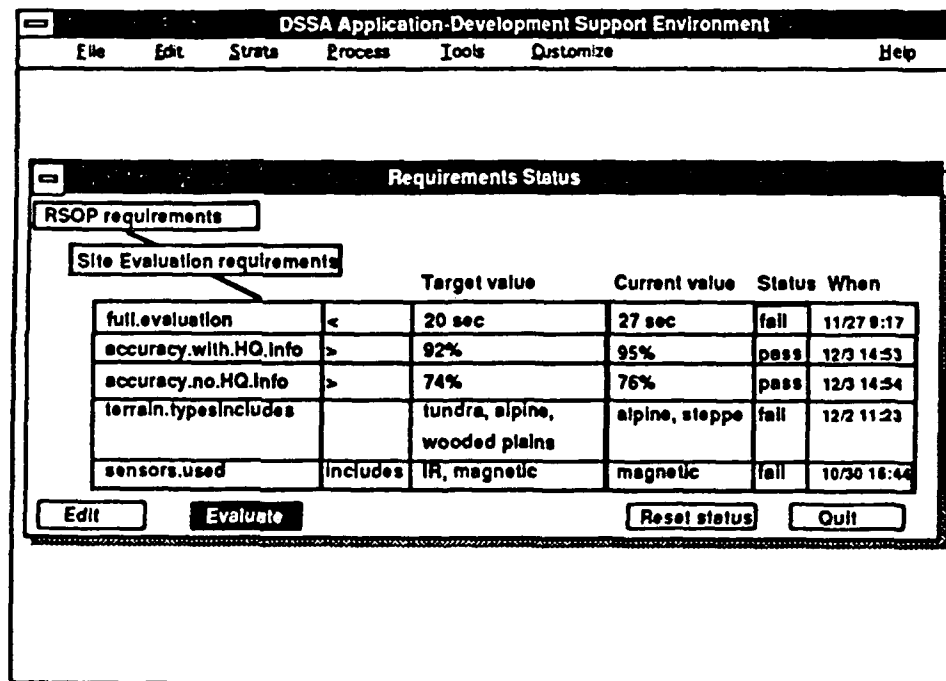 DSSA Application-Development Support Environment
File Edit Strata Process Tools Customize Help
Requirements Status
RSOP requirements
Site Evaluation requirements
Target value Current value Status When
full.evaluation < 20 sec 27 sec fail 11/27 9:17
accuracy.with.HQ.info > 92% 95% pass 12/3 14:53
accuracy.no.HQ.info > 74% 76% pass 12/3 14:54
terrain.typesincludes tundra, alpine, alpine, steppe fail 12/2 11:23
wooded plains
sensors.used includes IR, magnetic magnetic fail 10/30 16:44
Edit Evaluate Reset status Quit